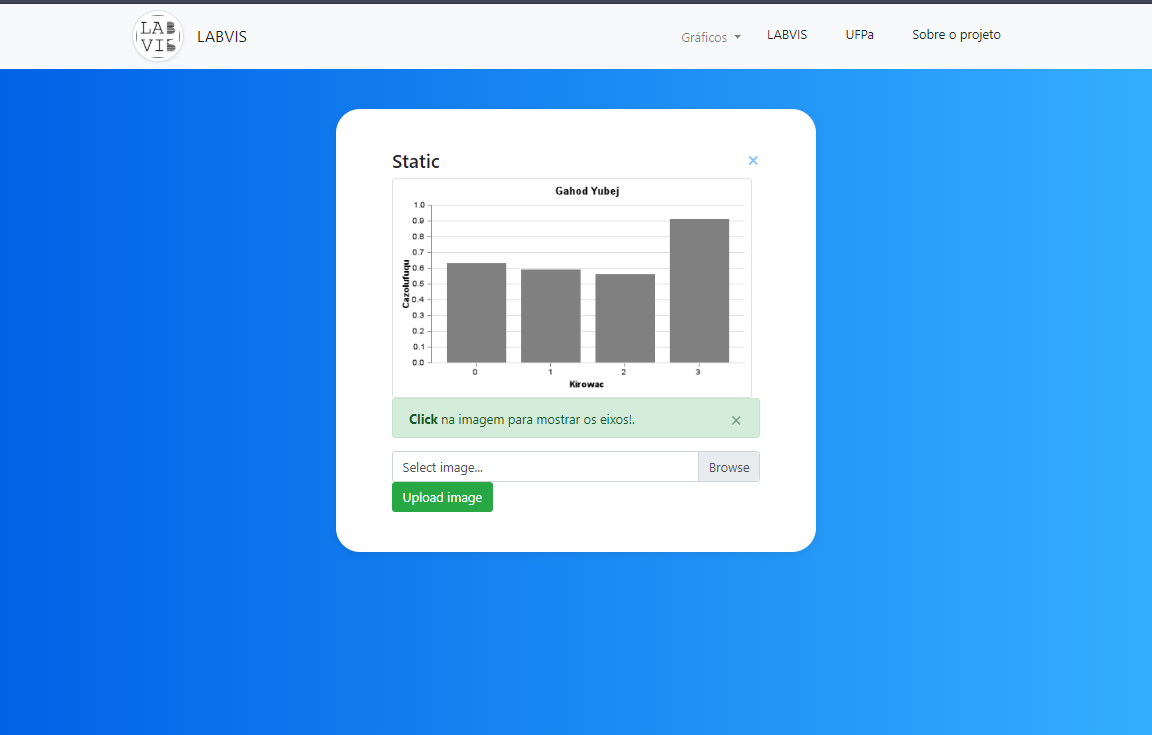 LAB
VIS
LABVIS
Gráficos
LABVIS
UFPa
Sobre o projeto
Static
×
Gahod Yubej
1.0
0.9
0.8
0.7
0.6
0.5
0.4
0.3
0.2
0.1
0.0
Cazolufuqu
0 1 2 3
Kirowac
Click na imagem para mostrar os eixos!.
×
Select image...
Browse
Upload image